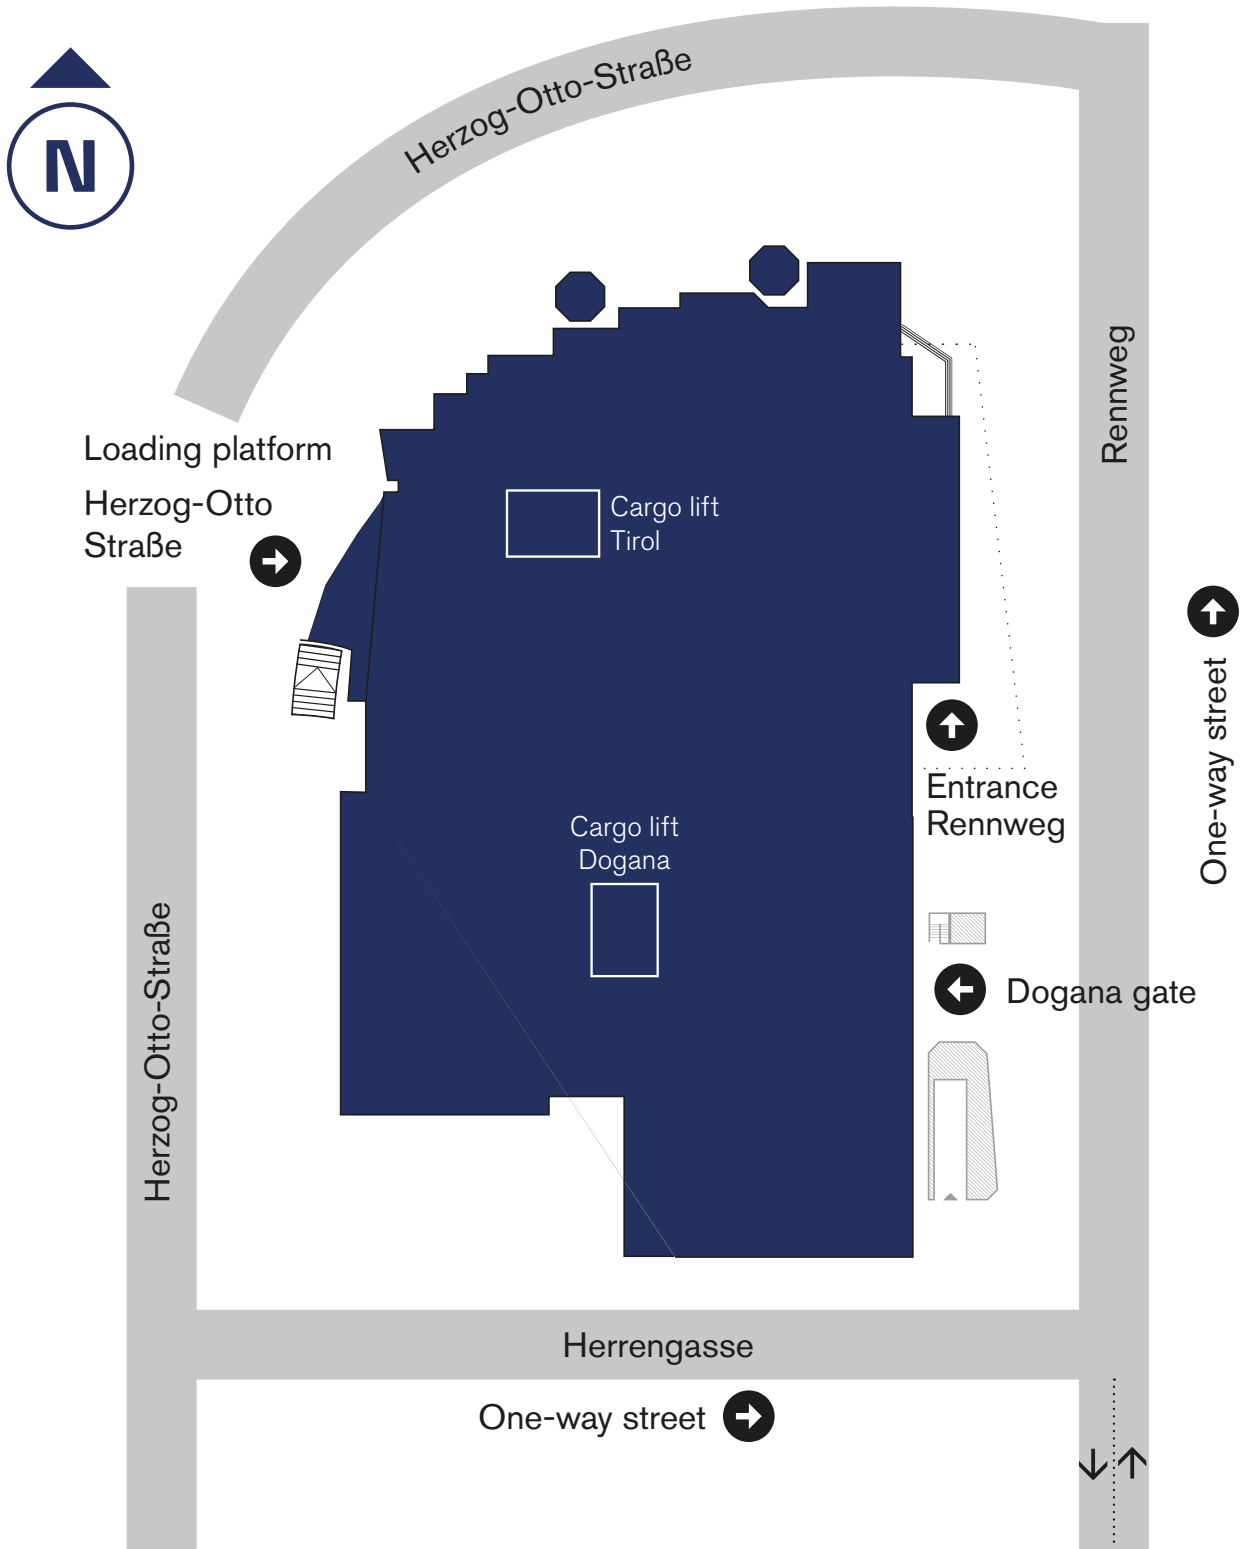 Herzog-Otto-Straße
N
Rennweg
Loading platform
Herzog-Otto
Straße
Cargo lift
Tirol
One-way street
Entrance
Rennweg
Cargo lift
Dogana
Herzog-Otto-Straße
Dogana gate
Herrengasse
One-way street